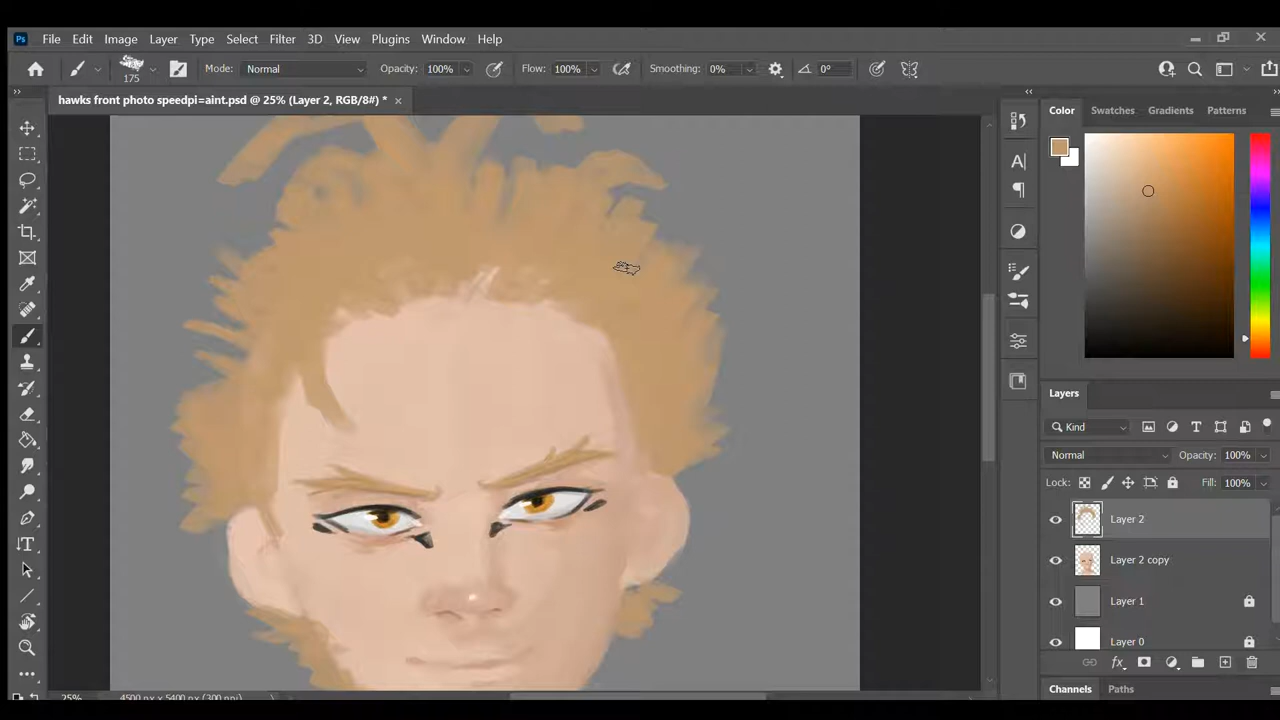 Ps File Edit Image Layer Type Select Filter 3D View Plugins Window Help
175 Mode: Normal Opacity: 100% Flow: 100% Smoothing: 0% 0°
hawks front photo speedpi=aint.psd @ 25% (Layer 2, RGB/8#) * ×
Color Swatches Gradients Patterns
Layers
Kind
Normal Opacity: 100%
Lock: Fill: 100%
Layer 2
Layer 2 copy
Layer 1
Layer 0
fx
Channels Paths
25% 4500 px x 5400 px (300 ppi)